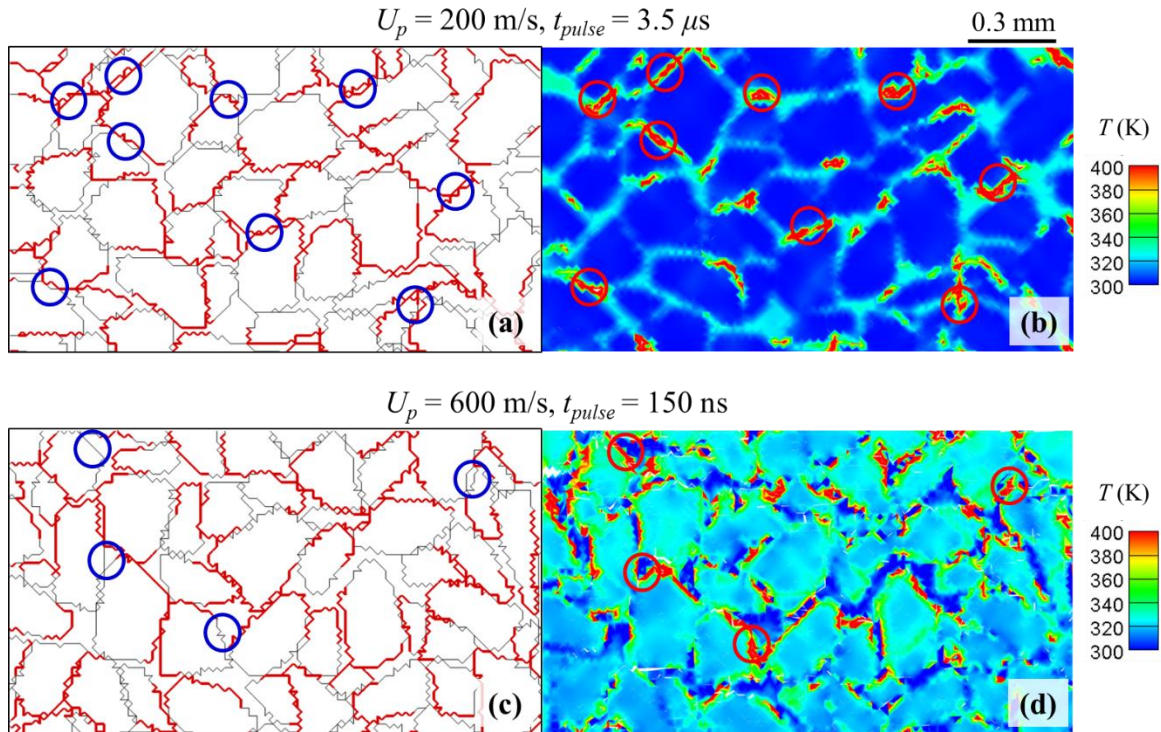 U_p = 200 m/s, t_pulse = 3.5 μs
0.3 mm
T (K)
400
380
360
340
320
300
(a)
(b)
U_p = 600 m/s, t_pulse = 150 ns
T (K)
400
380
360
340
320
300
(c)
(d)